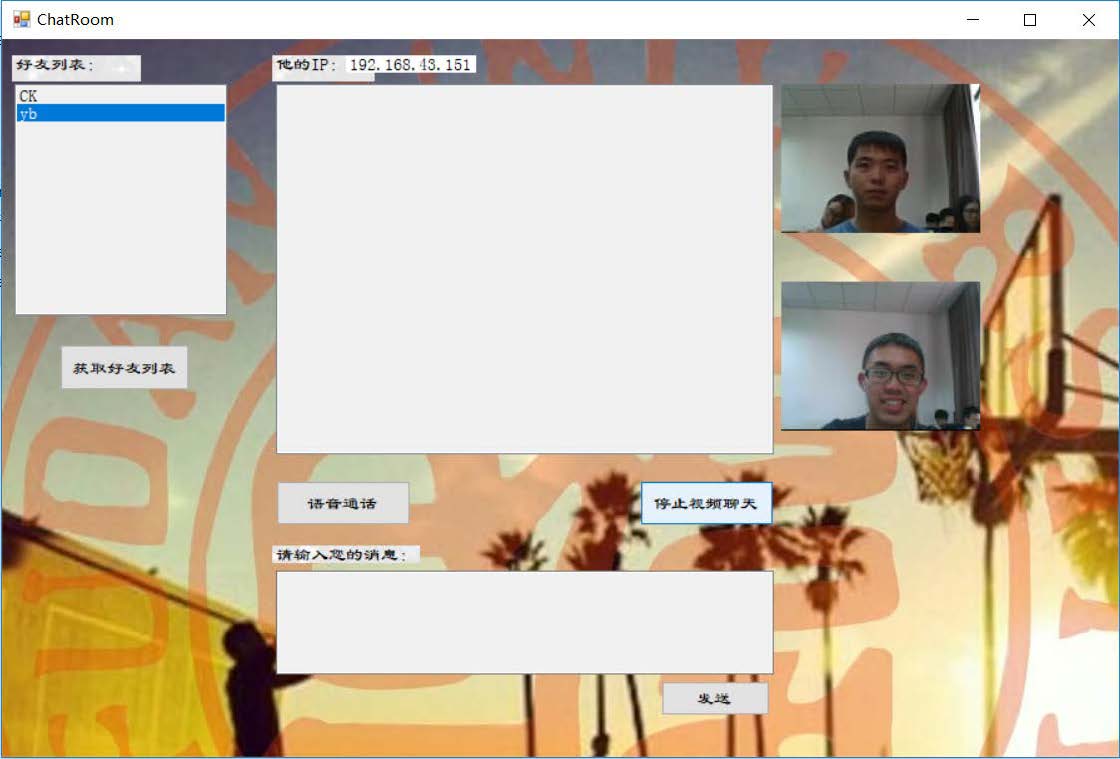 ChatRoom
好友列表：
他的IP： 192.168.43.151
CK
yb
获取好友列表
语音通话
停止视频聊天
请输入您的消息：
发送